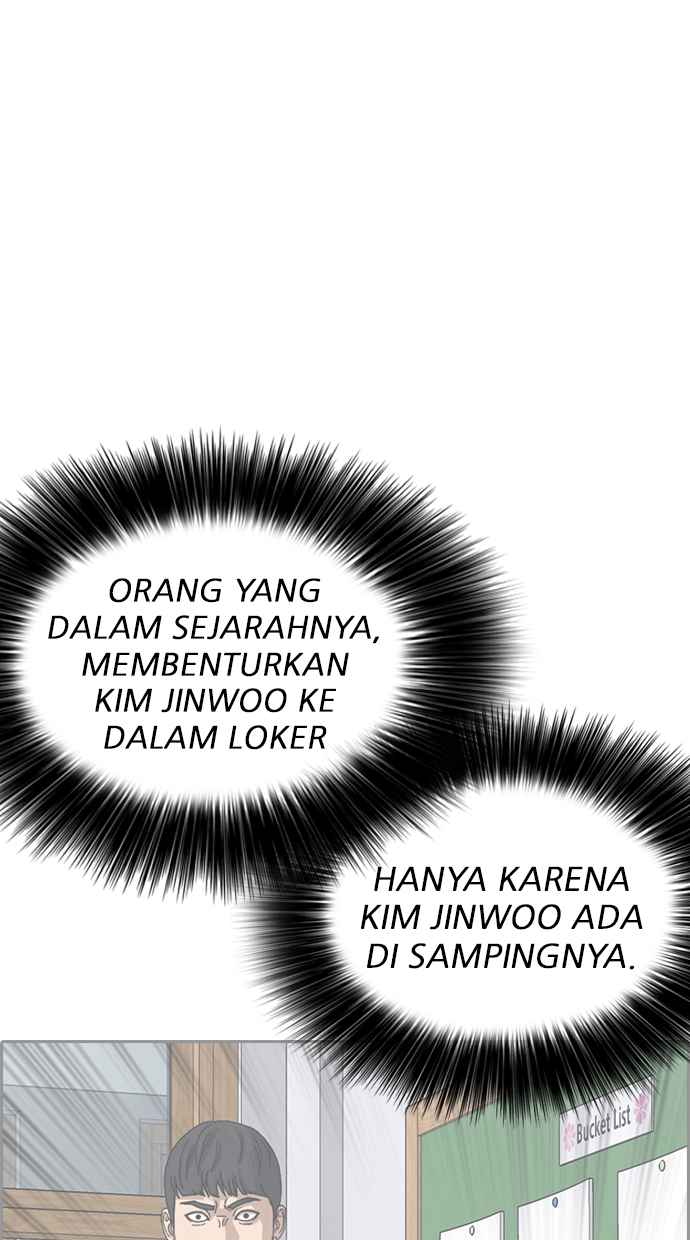 ORANG YANG
DALAM SEJARAHNYA,
MEMBENTURKAN
KIM JINWOO KE
DALAM LOKER
HANYA KARENA
KIM JINWOO ADA
DI SAMPINGNYA.
Bucket List